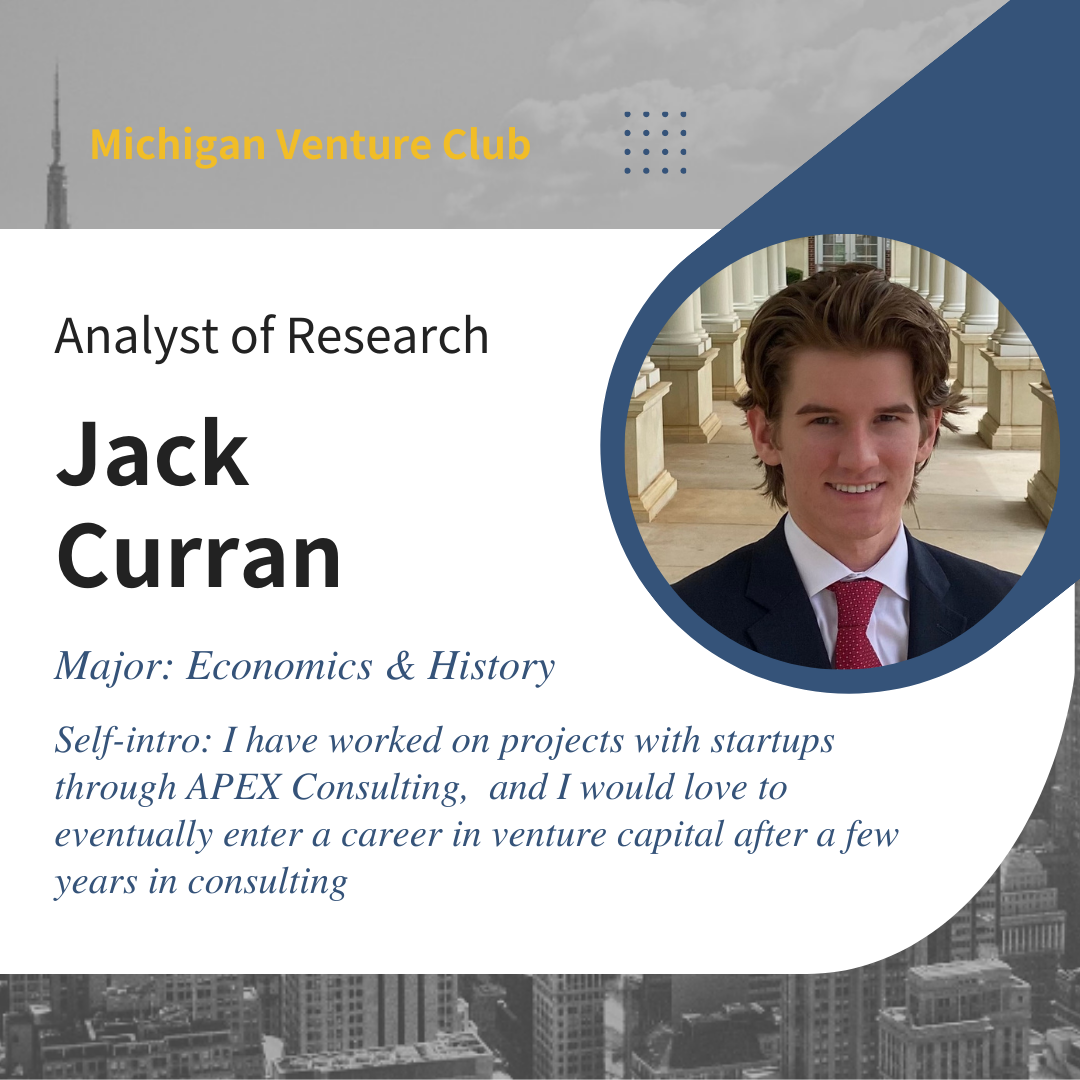 Michigan Venture Club
Analyst of Research
Jack
Curran
Major: Economics & History
Self-intro: I have worked on projects with startups
through APEX Consulting,  and I would love to
eventually enter a career in venture capital after a few
years in consulting